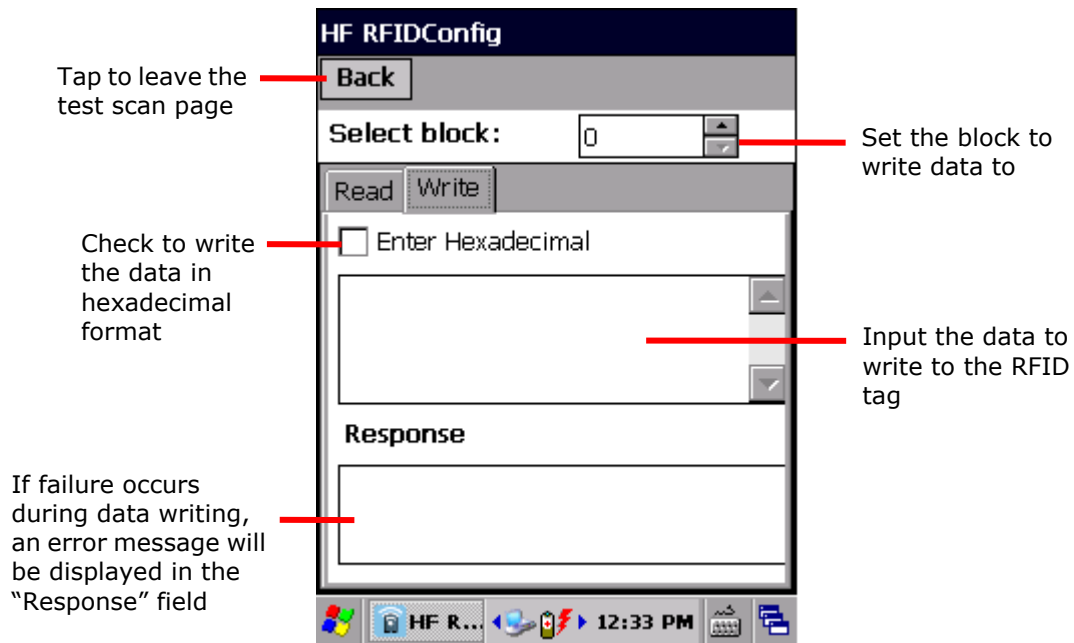 HF RFIDConfig
Tap to leave the
test scan page
Back
Select block:
0
Set the block to
write data to
Read
Write
Check to write
the data in
hexadecimal
format
Enter Hexadecimal
Input the data to
write to the RFID
tag
Response
If failure occurs
during data writing,
an error message will
be displayed in the
“Response” field
HF R...
12:33 PM